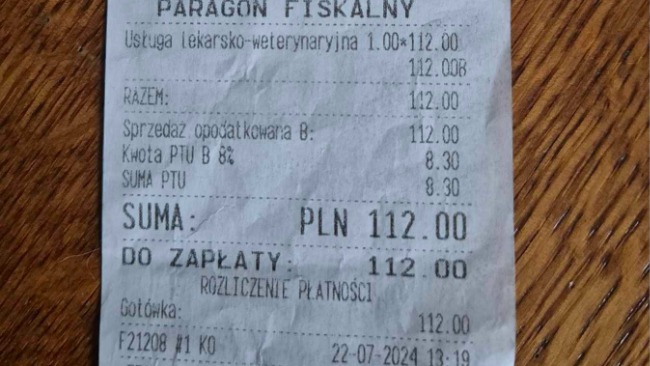 PARAGON FISKALNY
Usługa lekarsko-weterynaryjna 1.00*112.00
112.00B
RAZEM: 112.00
Sprzedaż opodatkowana B: 112.00
Kwota PTU B 8% 8.30
SUMA PTU 8.30
SUMA: PLN 112.00
DO ZAPŁATY: 112.00
ROZLICZENIE PŁATNOŚCI
Gotówka: 112.00
F21208 #1 KO 22-07-2024 13:19